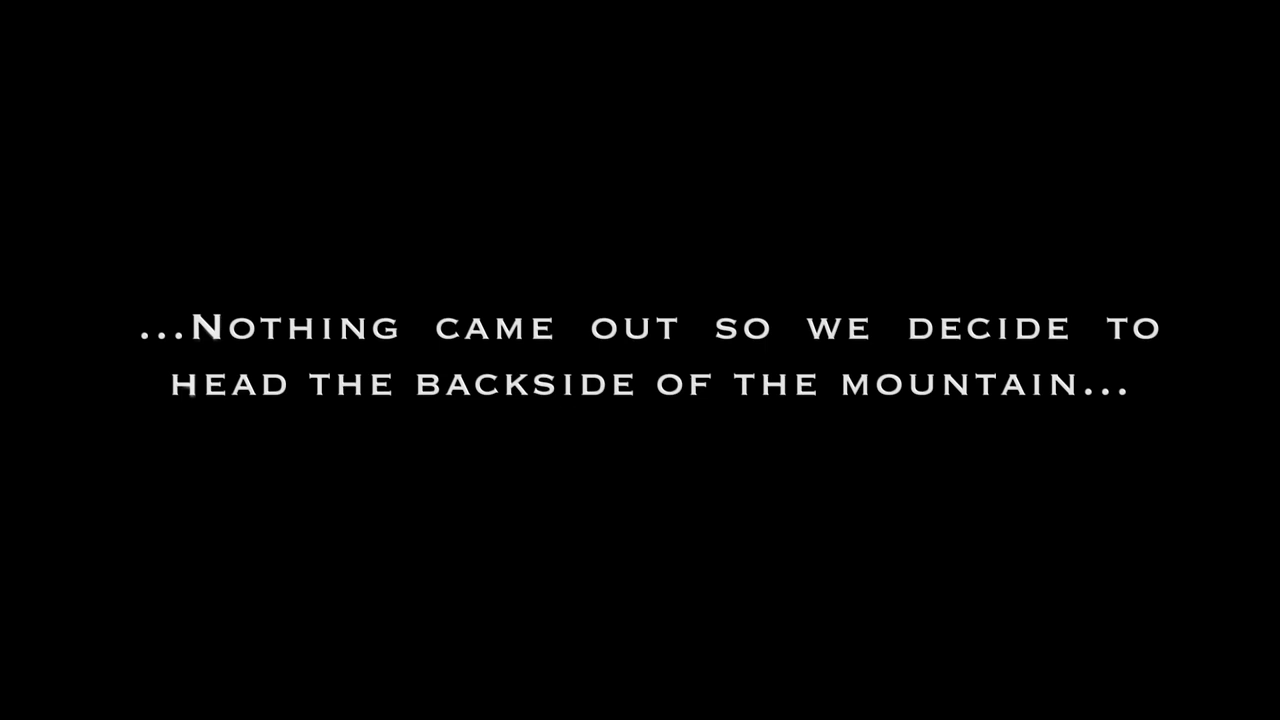 ...Nothing came out so we decide to
head the backside of the mountain...